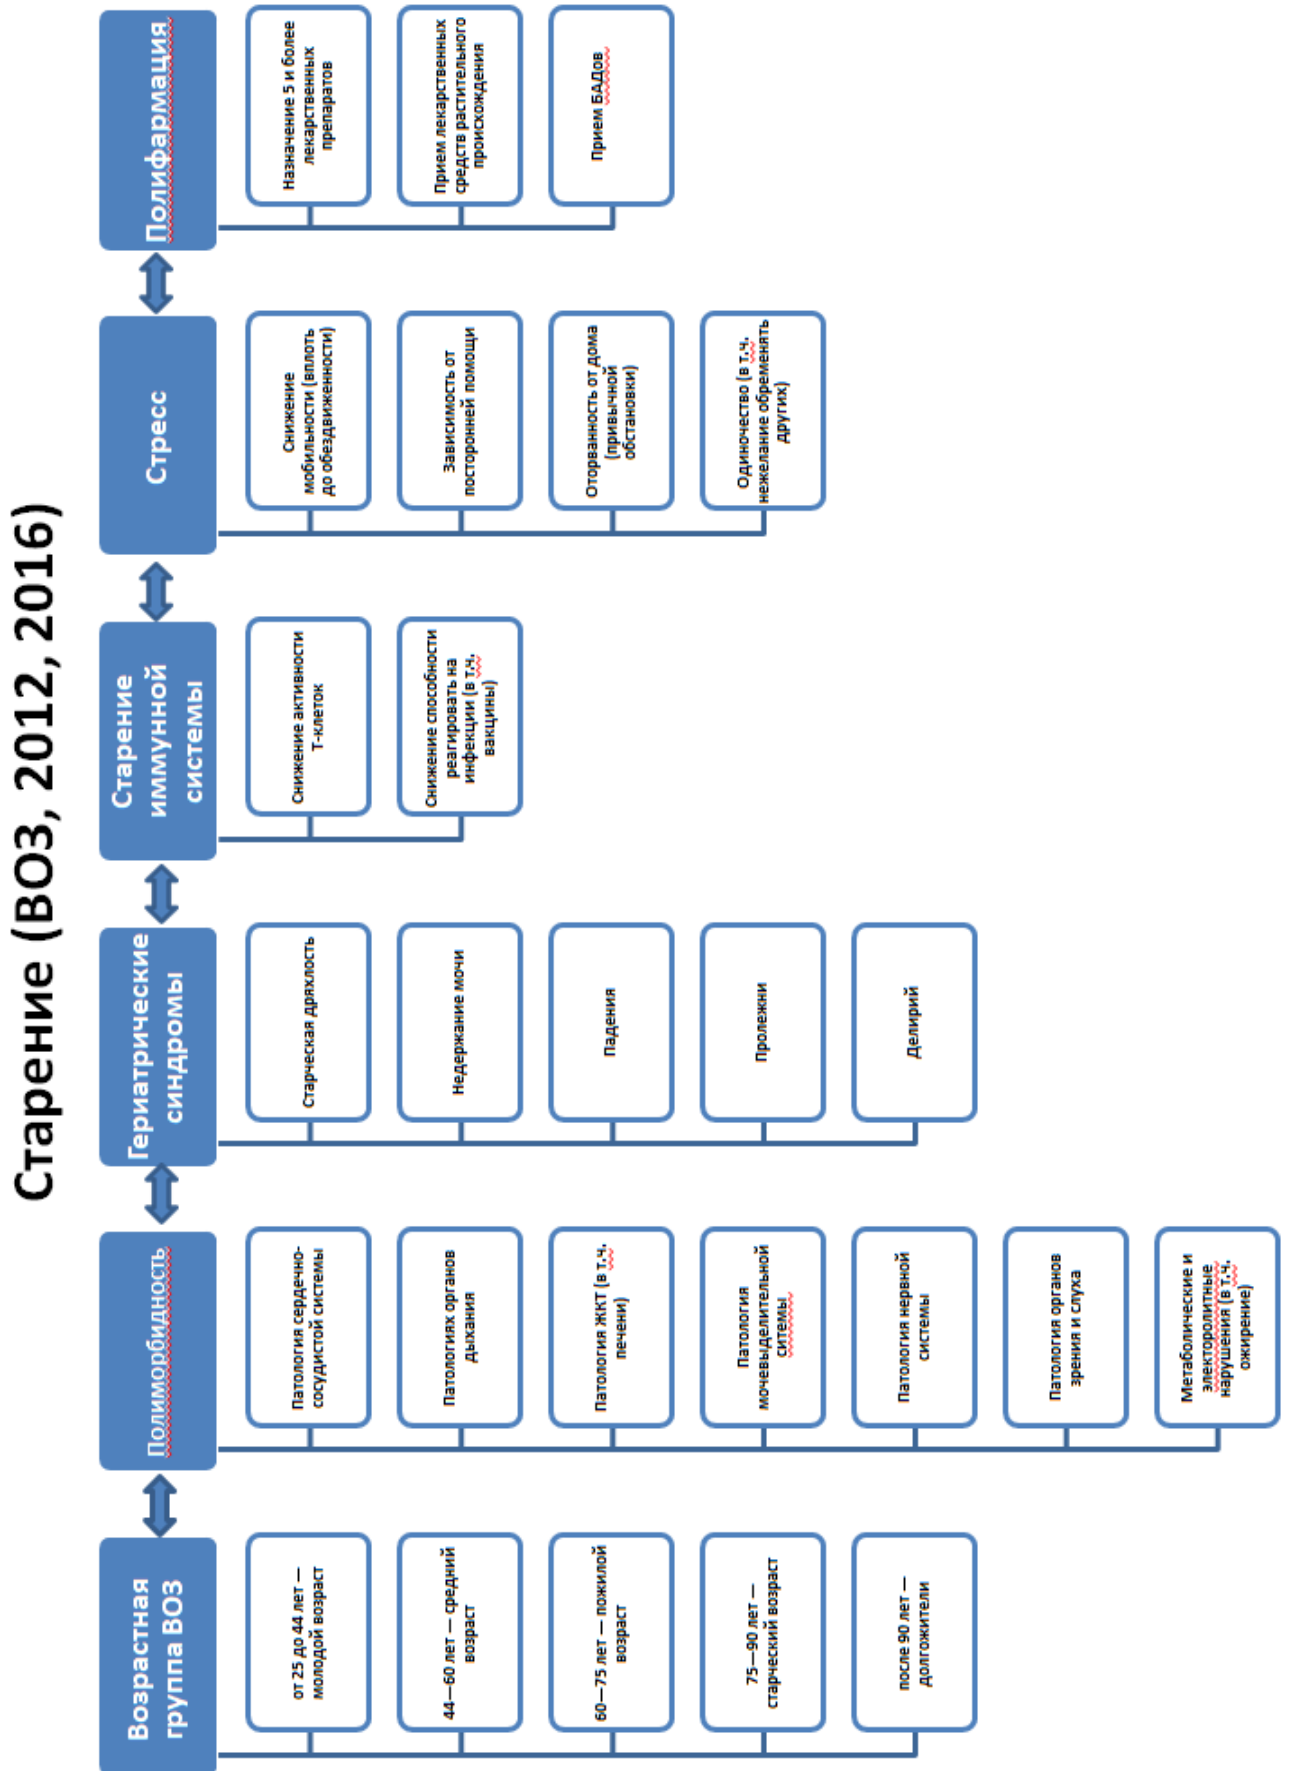 Старение (ВОЗ, 2012, 2016)
Возрастная
группа ВОЗ
от 25 до 44 лет —
молодой возраст
44—60 лет — средний
возраст
60—75 лет — пожилой
возраст
75—90 лет —
старческий возраст
после 90 лет —
долгожители
Полиморбидность
Патология сердечно-
сосудистой системы
Патологиях органов
дыхания
Патология ЖКТ (в т.ч.
печени)
Патология
мочевыделительной
ситемы
Патология нервной
системы
Патология органов
зрения и слуха
Метаболические и
электоролитные
нарушения (в т.ч.
ожирение)
Гериатрические
синдромы
Старческая дряхлость
Недержание мочи
Падения
Пролежни
Делирий
Старение
иммунной
системы
Снижение активности
Т-клеток
Снижение способности
реагировать на
инфекции (в т.ч.
вакцины)
Стресс
Снижение
мобильности (вплоть
до обездвиженности)
Зависимость от
посторонней помощи
Оторванность от дома
(привычной
обстановки)
Одиночество (в т.ч.
нежелание обременять
других)
Полифармация
Назначение 5 и более
лекарственных
препаратов
Прием лекарственных
средств растительного
происхождения
Прием БАДов